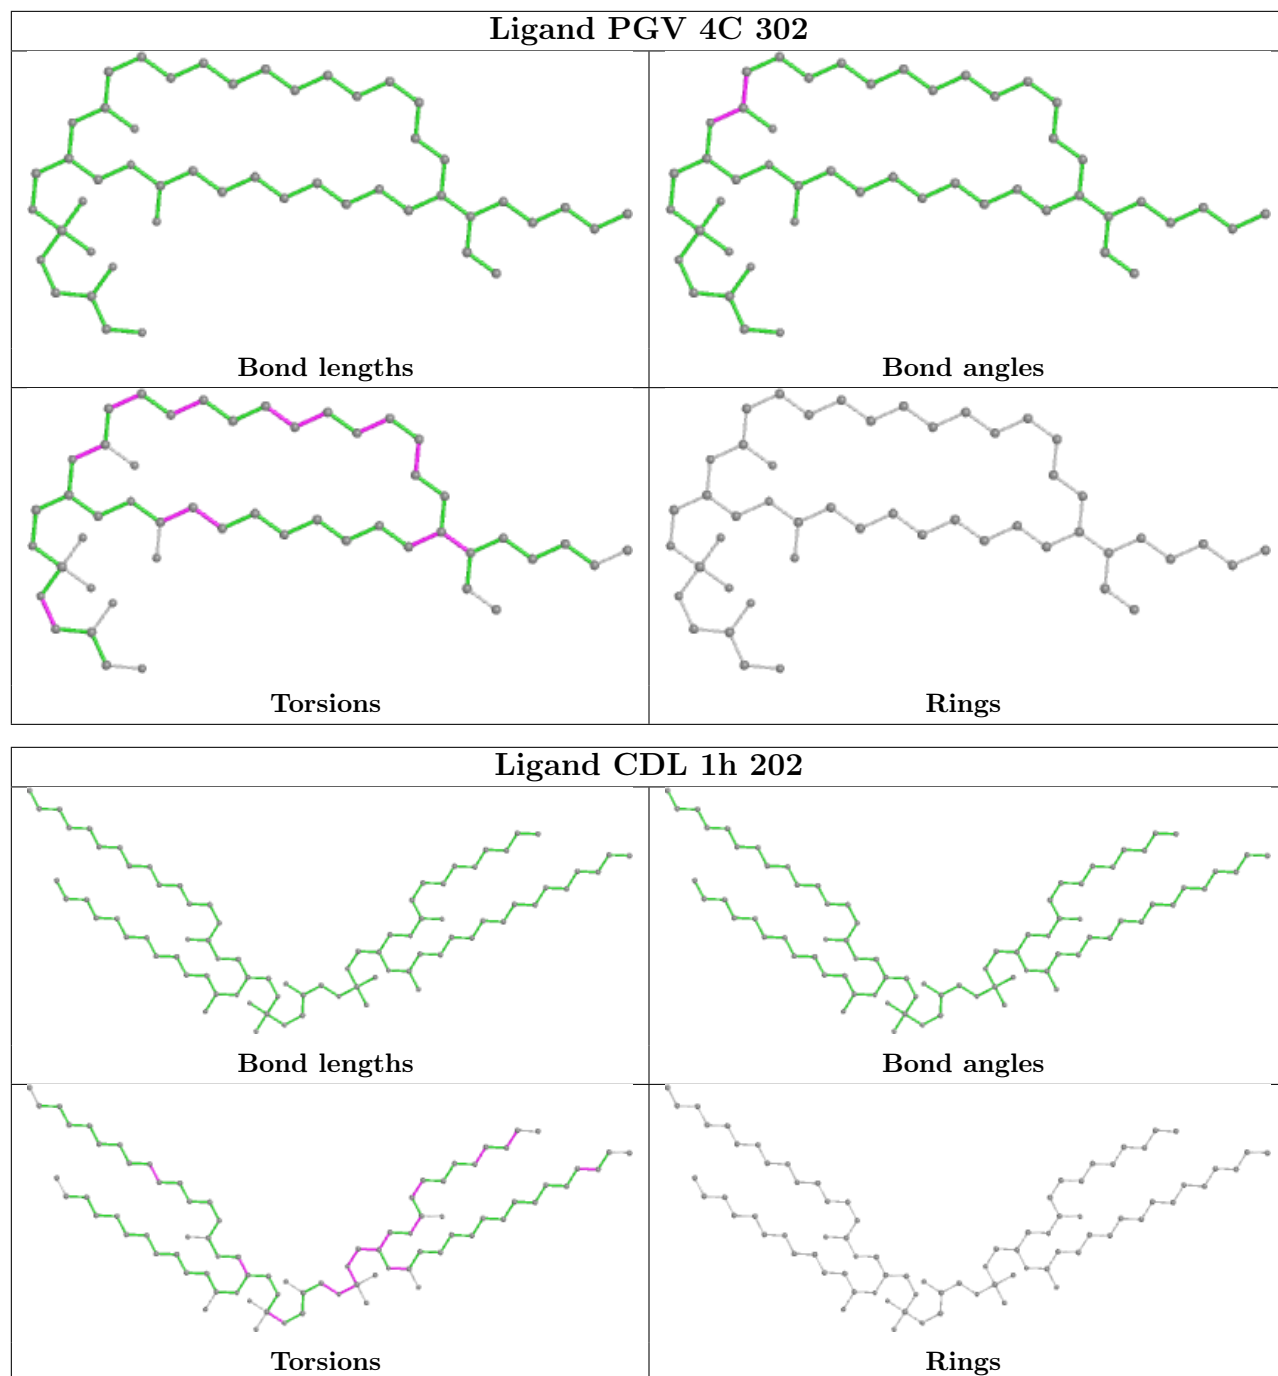 Ligand PGV 4C 302
Bond lengths
Bond angles
Torsions
Rings
Ligand CDL 1h 202
Bond lengths
Bond angles
Torsions
Rings